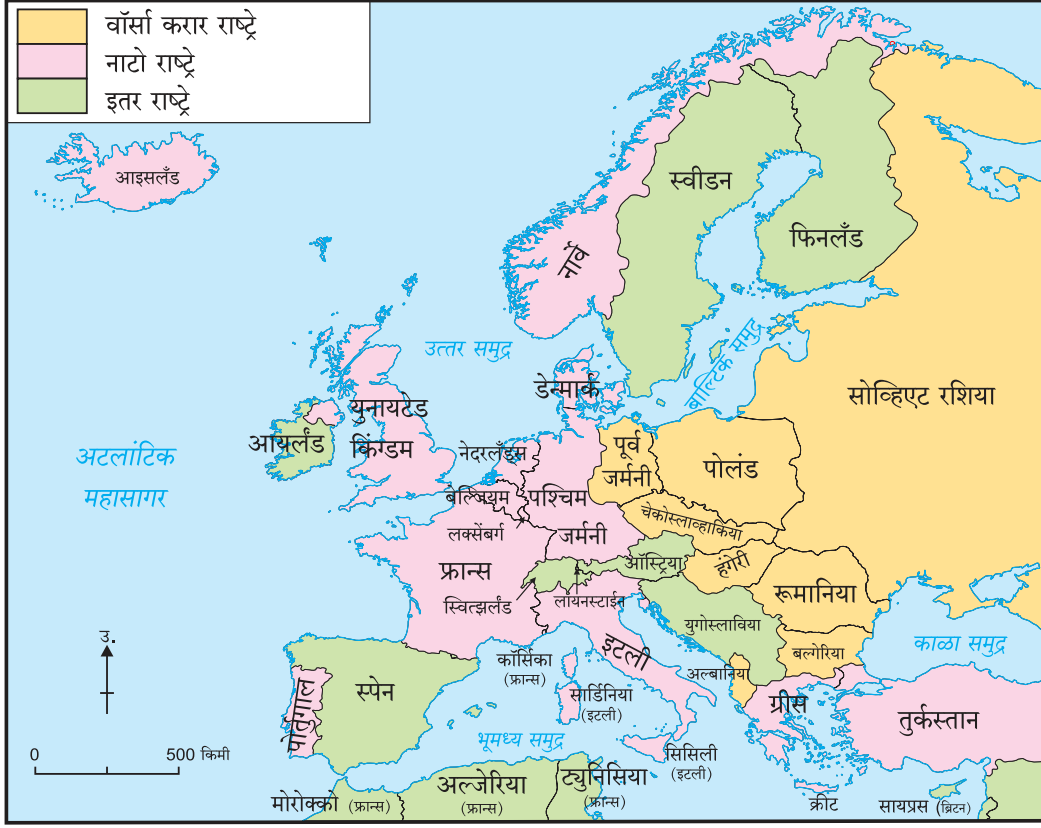 वॉर्सा करार राष्ट्रे
नाटो राष्ट्रे
इतर राष्ट्रे
आइसलँड
स्वीडन
फिनलँड
नार्वे
उत्तर समुद्र
बाल्टिक समुद्र
डेन्मार्क
सोव्हिएट रशिया
युनायटेड
किंग्डम
आयर्लंड
अटलांटिक
महासागर
नेदरलँड्स
पूर्व
जर्मनी
पोलंड
बेल्जियम
पश्चिम
जर्मनी
लक्सेंबर्ग
चेकोस्लाव्हाकिया
फ्रान्स
ऑस्ट्रिया
हंगेरी
रूमानिया
स्वित्झर्लंड
लायनस्टाईन
युगोस्लाविया
बल्गेरिया
काळा समुद्र
उ.
कॉर्सिका
(फ्रान्स)
इटली
अल्बानिया
स्पेन
पोर्तुगाल
सार्डिनिया
(इटली)
ग्रीस
तुर्कस्तान
भूमध्य समुद्र
सिसिली
(इटली)
0 500 किमी
मोरोक्को (फ्रान्स)
अल्जेरिया
(फ्रान्स)
ट्युनिसिया
(फ्रान्स)
क्रीट
सायप्रस (ब्रिटन)